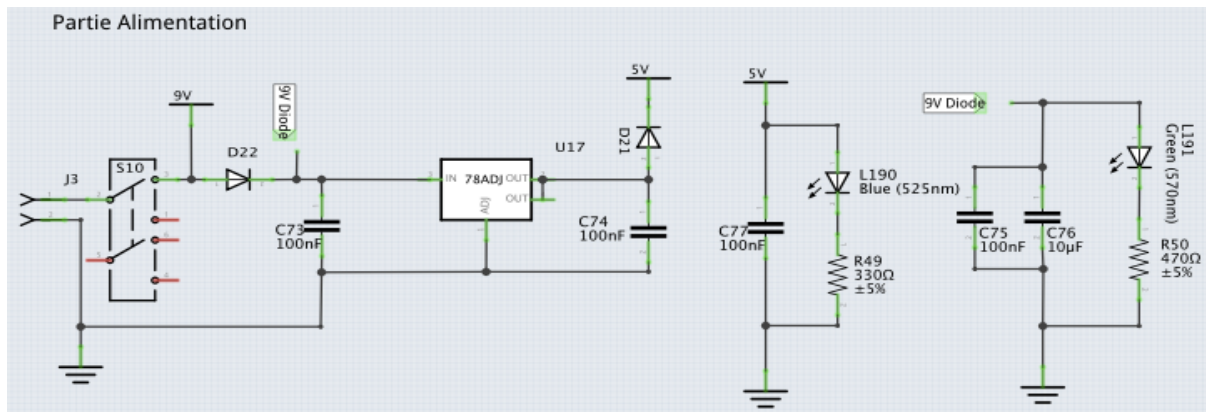 Partie Alimentation
9V
9V Diode
5V
J3
S10
D22
U17
D21
IN
78ADJ
OUT
OUT
ADJ
C73
100nF
C74
100nF
5V
L190
Blue (525nm)
C77
100nF
R49
330Ω
±5%
9V Diode
L191
Green (570nm)
C75
100nF
C76
10µF
R50
470Ω
±5%